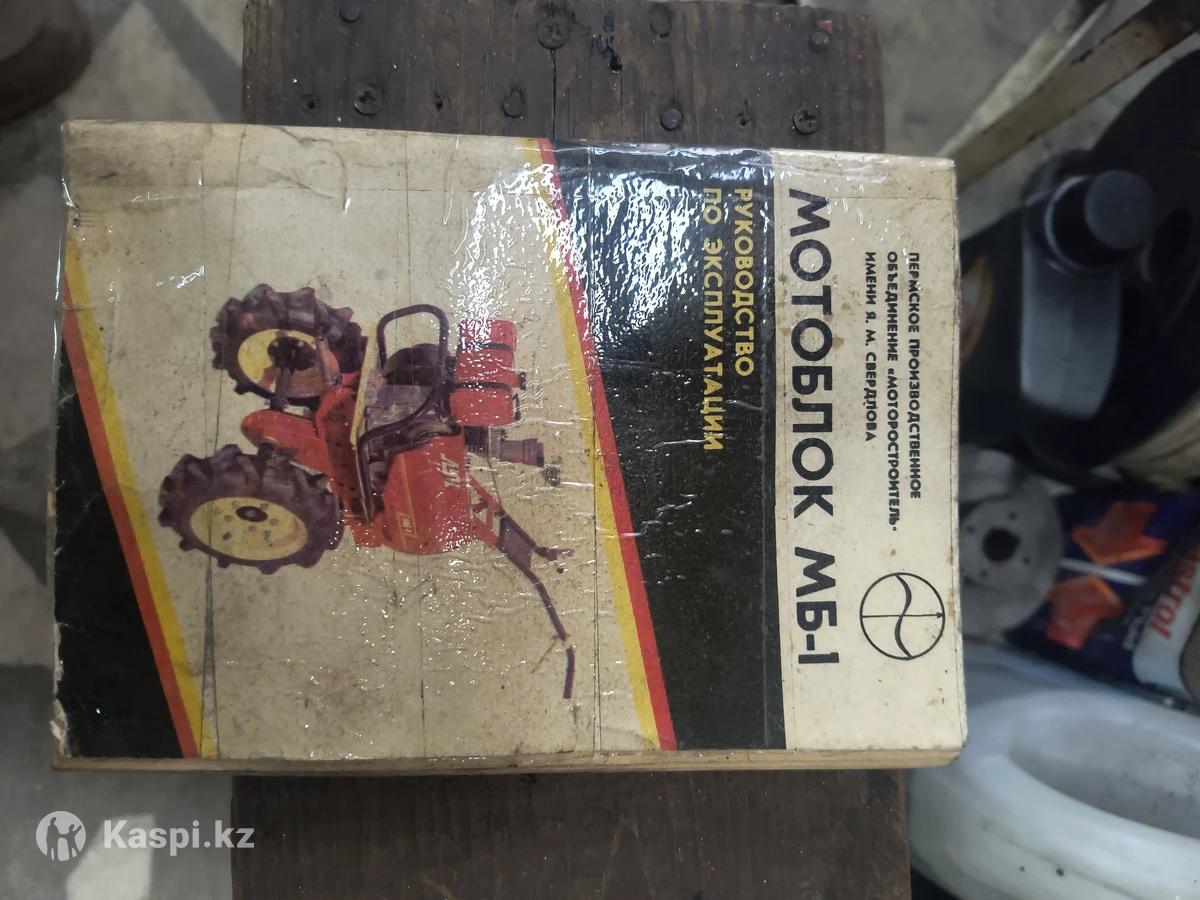 ПЕРМСКОЕ ПРОИЗВОДСТВЕННОЕ
ОБЪЕДИНЕНИЕ «МОТОРОСТРОИТЕЛЬ»
ИМЕНИ Я. М. СВЕРДЛОВА
МОТОБЛОК МБ-1
РУКОВОДСТВО
ПО ЭКСПЛУАТАЦИИ
Kaspi.kz